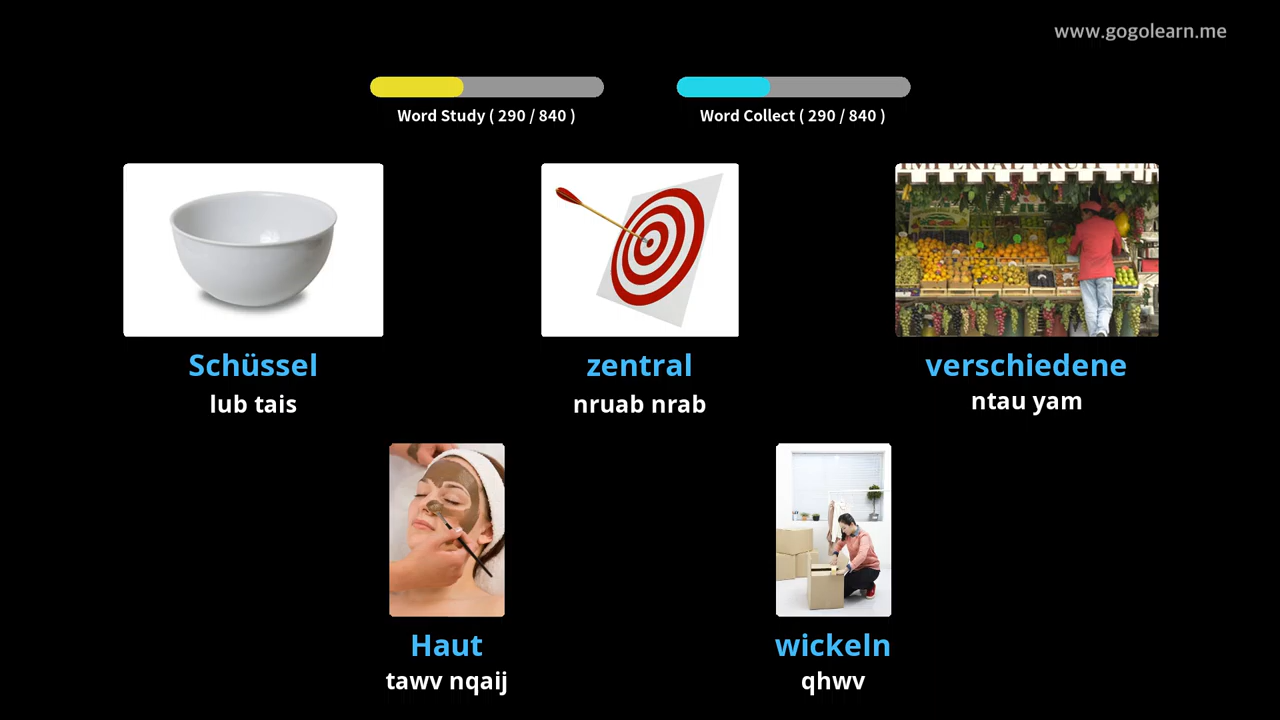 www.gogolearn.me
Word Study ( 290 / 840 )
Word Collect ( 290 / 840 )
Schüssel
lub tais
zentral
nruab nrab
verschiedene
ntau yam
Haut
tawv nqaij
wickeln
qhwv